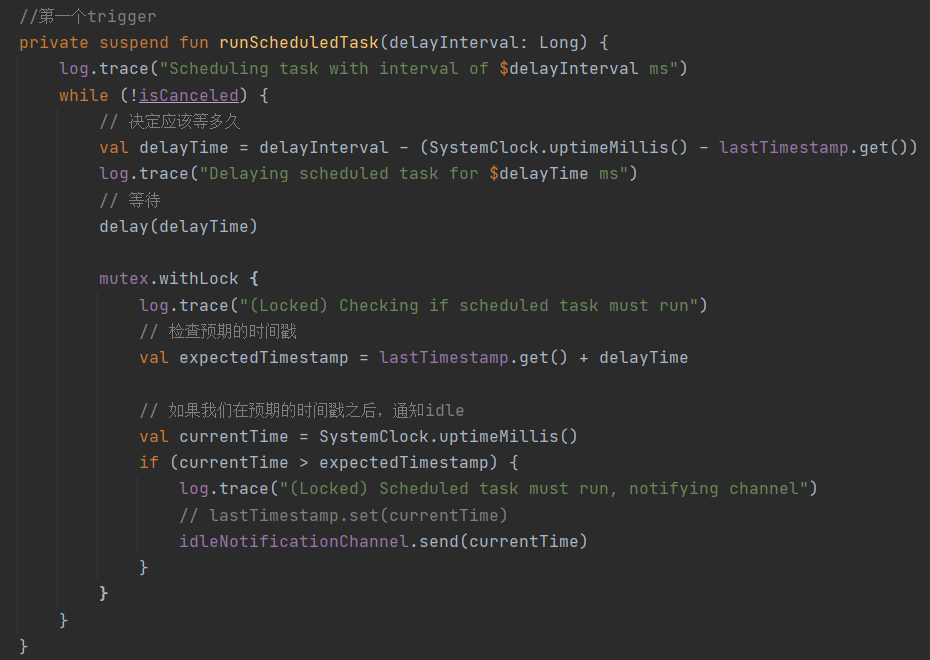 //第一个trigger
private suspend fun runScheduledTask(delayInterval: Long) {
log.trace("Scheduling task with interval of $delayInterval ms")
while (!isCanceled) {
// 决定应该等多久
val delayTime = delayInterval - (SystemClock.uptimeMillis() - lastTimestamp.get())
log.trace("Delaying scheduled task for $delayTime ms")
// 等待
delay(delayTime)
mutex.withLock {
log.trace("(Locked) Checking if scheduled task must run")
// 检查预期的时间戳
val expectedTimestamp = lastTimestamp.get() + delayTime
// 如果我们在预期的时间戳之后，通知idle
val currentTime = SystemClock.uptimeMillis()
if (currentTime > expectedTimestamp) {
log.trace("(Locked) Scheduled task must run, notifying channel")
// lastTimestamp.set(currentTime)
idleNotificationChannel.send(currentTime)
}
}
}
}